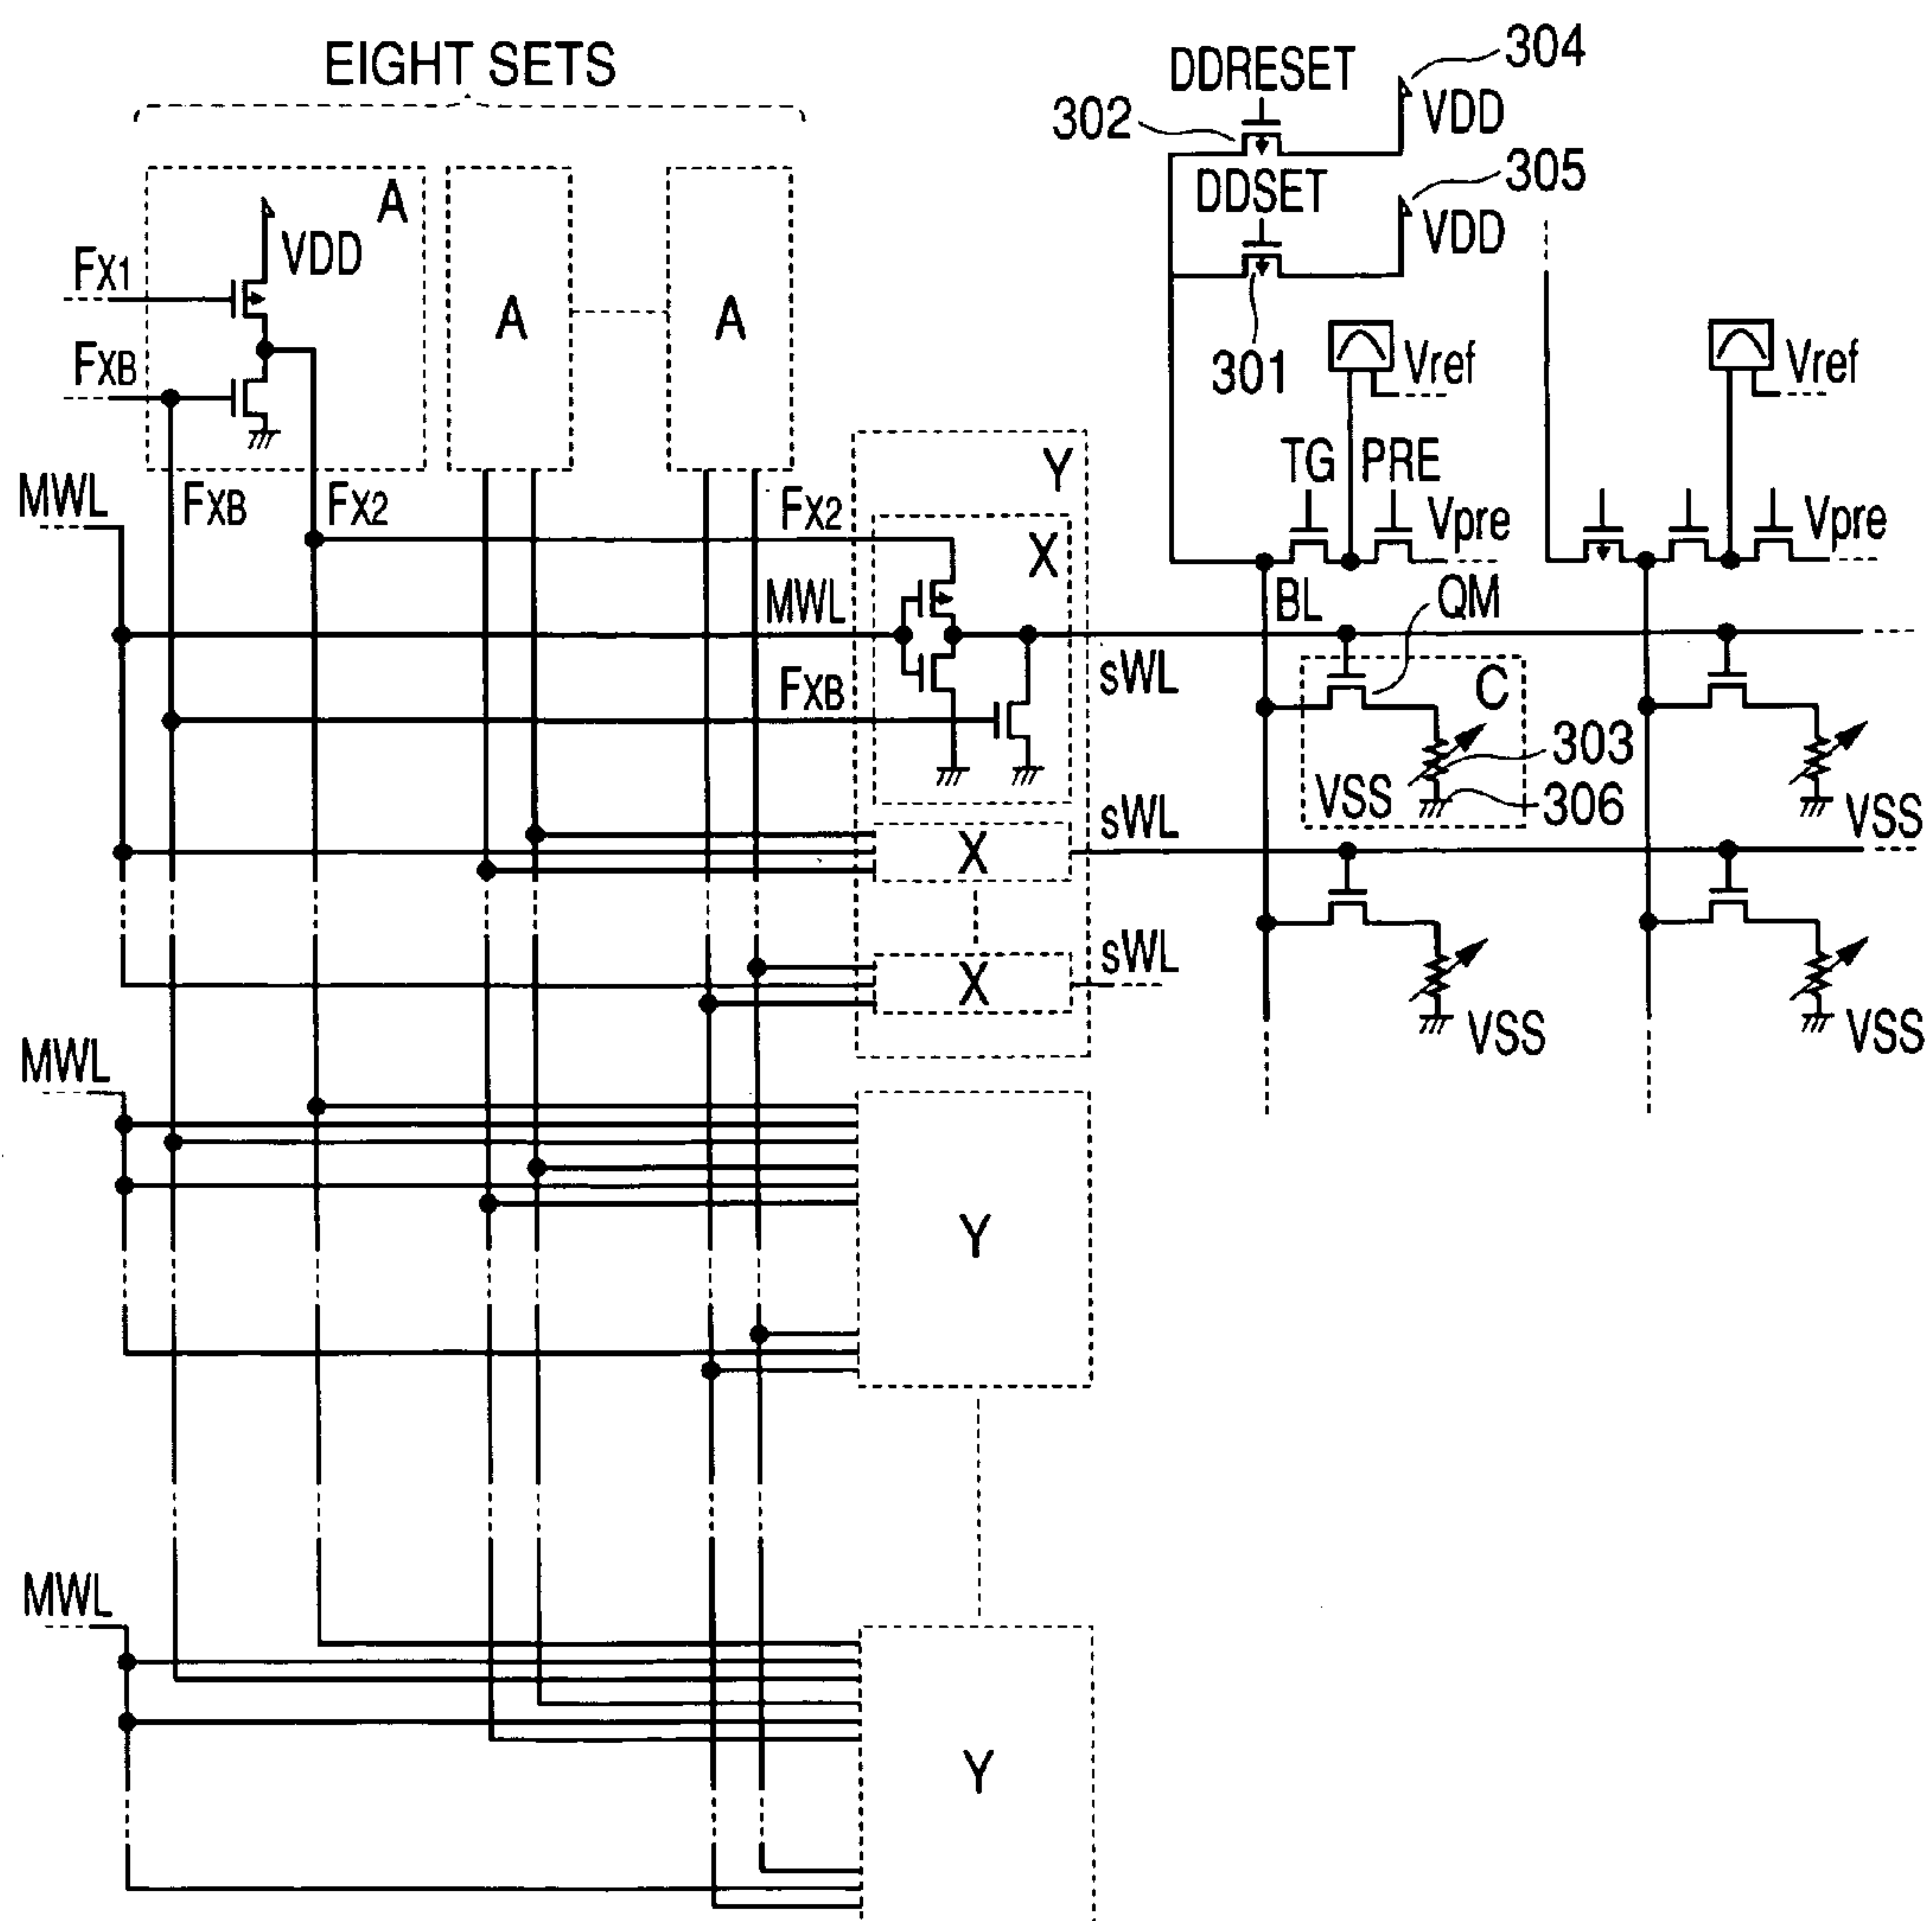 EIGHT SETS
DDRESET
304
302
VDD
DDSET
305
VDD
A
VDD
FX1
A
A
301
Vref
Vref
FXB
Y
TG
PRE
MWL
FXB
FX2
FX2
Vpre
Vpre
X
MWL
BL
QM
sWL
C
FXB
303
VSS
306
sWL
VSS
X
sWL
X
VSS
VSS
MWL
Y
MWL
Y